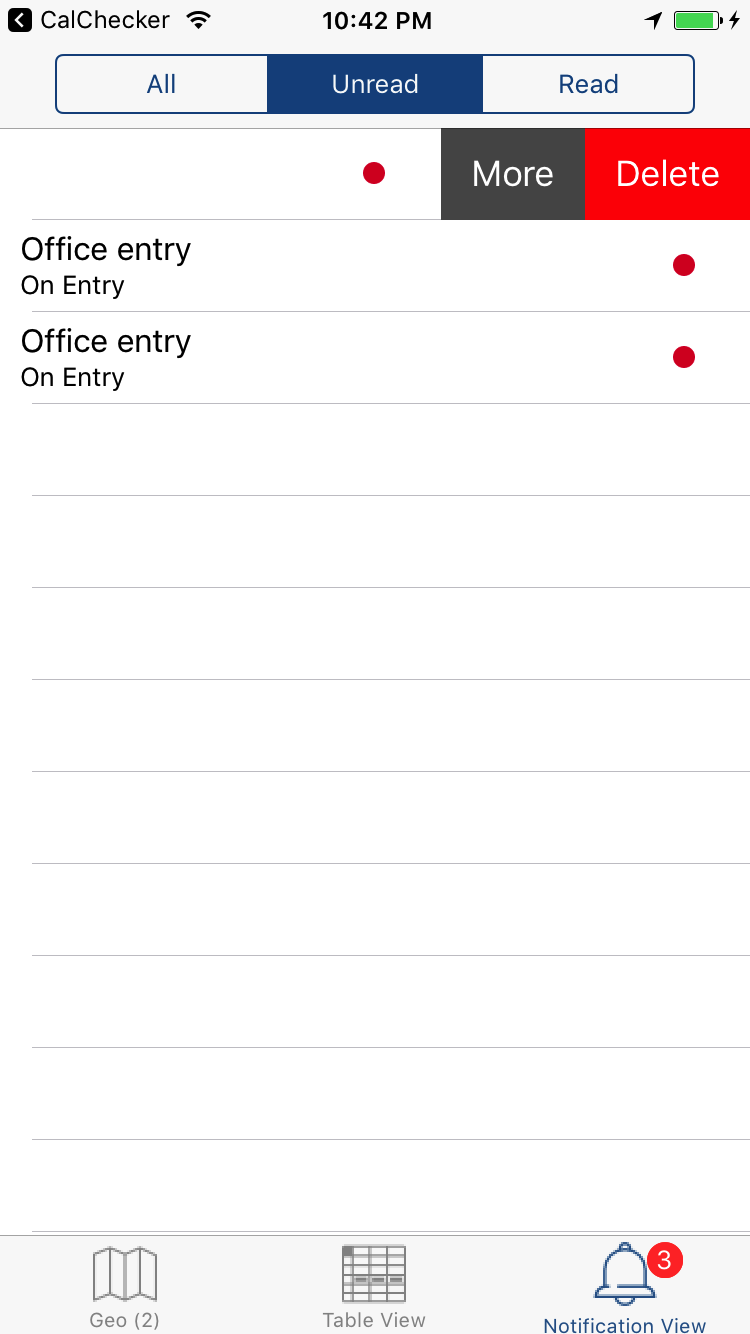 CalChecker 10:42 PM
All Unread Read
More Delete
Office entry
On Entry
Office entry
On Entry
3
Geo (2) Table View Notification View